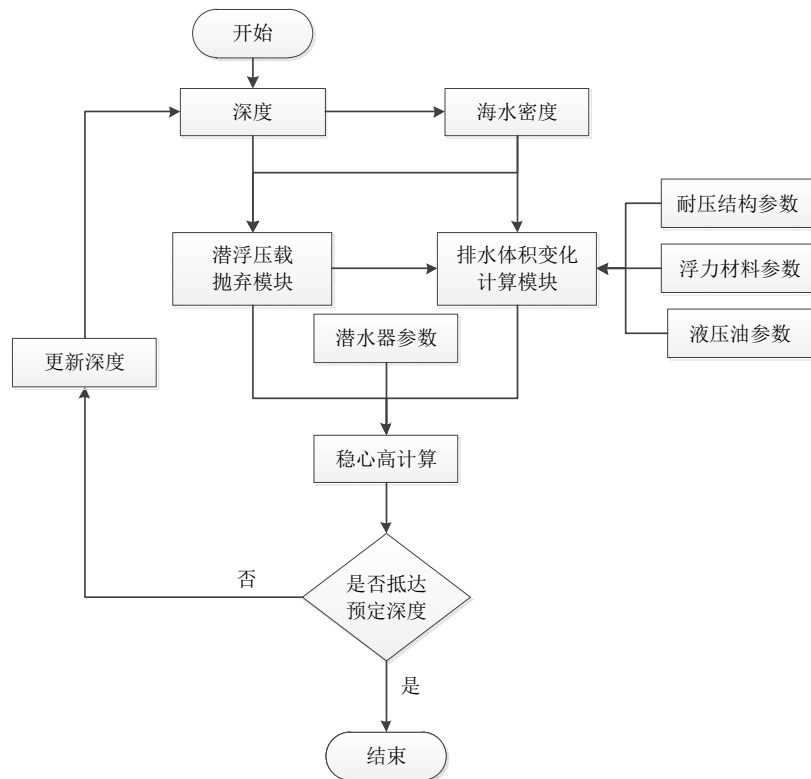 开始
深度
海水密度
耐压结构参数
潜浮压载
抛弃模块
排水体积变化
计算模块
浮力材料参数
潜水器参数
液压油参数
更新深度
稳心高计算
否
是否抵达
预定深度
是
结束